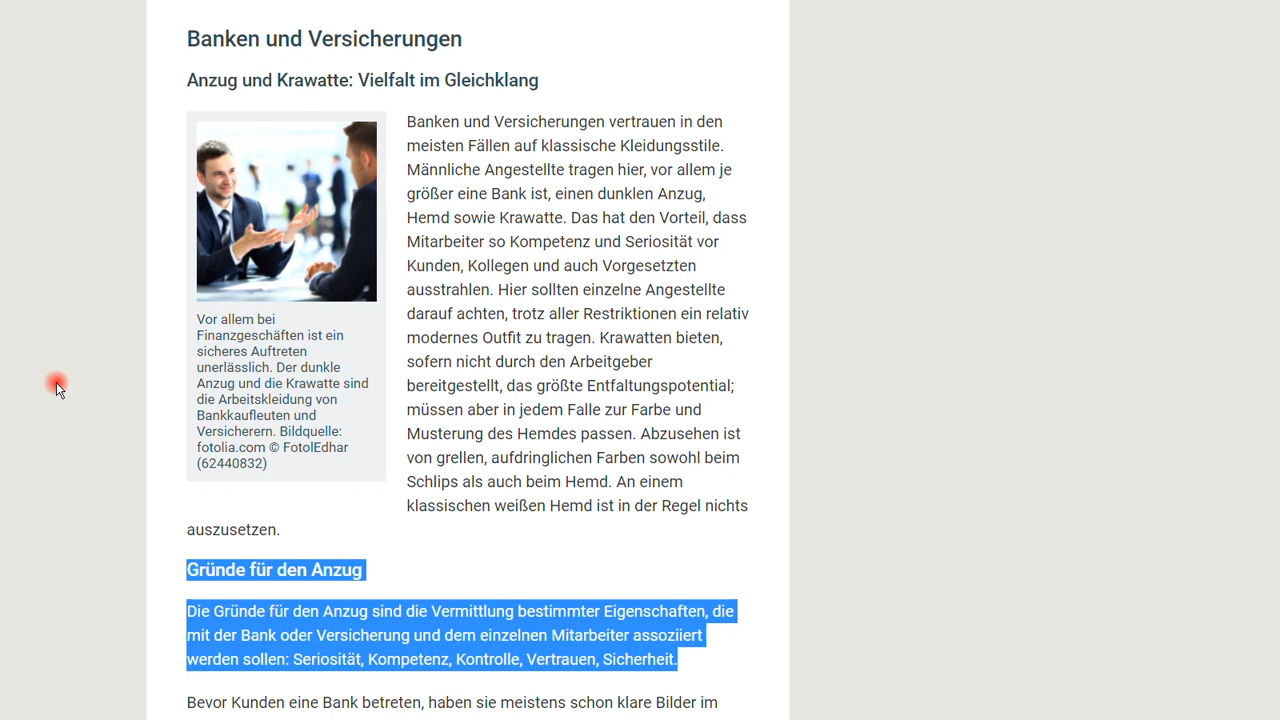 Banken und Versicherungen
Anzug und Krawatte: Vielfalt im Gleichklang
Vor allem bei
Finanzgeschäften ist ein
sicheres Auftreten
unerlässlich. Der dunkle
Anzug und die Krawatte sind
die Arbeitskleidung von
Bankkaufleuten und
Versicherern. Bildquelle:
fotolia.com © FotolEdhar
(62440832)
Banken und Versicherungen vertrauen in den
meisten Fällen auf klassische Kleidungsstile.
Männliche Angestellte tragen hier, vor allem je
größer eine Bank ist, einen dunklen Anzug,
Hemd sowie Krawatte. Das hat den Vorteil, dass
Mitarbeiter so Kompetenz und Seriosität vor
Kunden, Kollegen und auch Vorgesetzten
ausstrahlen. Hier sollten einzelne Angestellte
darauf achten, trotz aller Restriktionen ein relativ
modernes Outfit zu tragen. Krawatten bieten,
sofern nicht durch den Arbeitgeber
bereitgestellt, das größte Entfaltungspotential;
müssen aber in jedem Falle zur Farbe und
Musterung des Hemdes passen. Abzusehen ist
von grellen, aufdringlichen Farben sowohl beim
Schlips als auch beim Hemd. An einem
klassischen weißen Hemd ist in der Regel nichts
auszusetzen.
Gründe für den Anzug
Die Gründe für den Anzug sind die Vermittlung bestimmter Eigenschaften, die
mit der Bank oder Versicherung und dem einzelnen Mitarbeiter assoziiert
werden sollen: Seriosität, Kompetenz, Kontrolle, Vertrauen, Sicherheit.
Bevor Kunden eine Bank betreten, haben sie meistens schon klare Bilder im